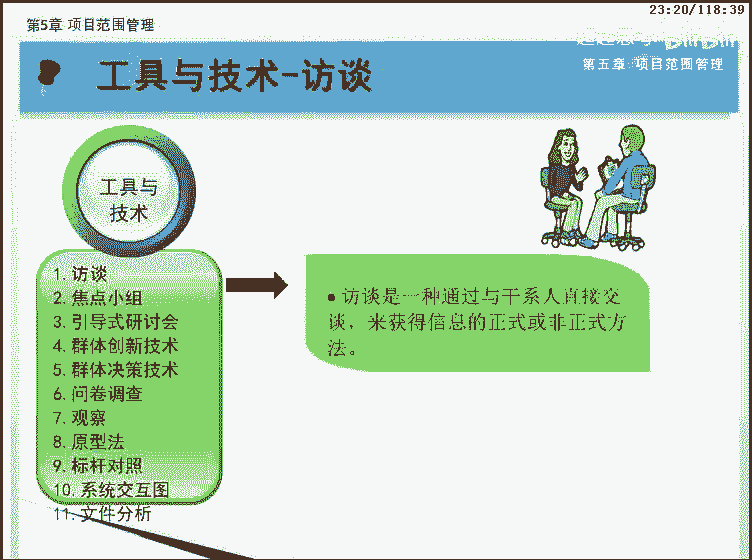 23:20/118:39
第5章 项目范围管理
第五章 项目范围管理
工具与技术-访谈
工具与
技术
1. 访谈
2. 焦点小组
3. 引导式研讨会
4. 群体创新技术
5. 群体决策技术
6. 问卷调查
7. 观察
8. 原型法
9. 标杆对照
10. 系统交互图
11. 文件分析
● 访谈是一种通过与干系人直接交
谈，来获得信息的正式或非正式方
法。